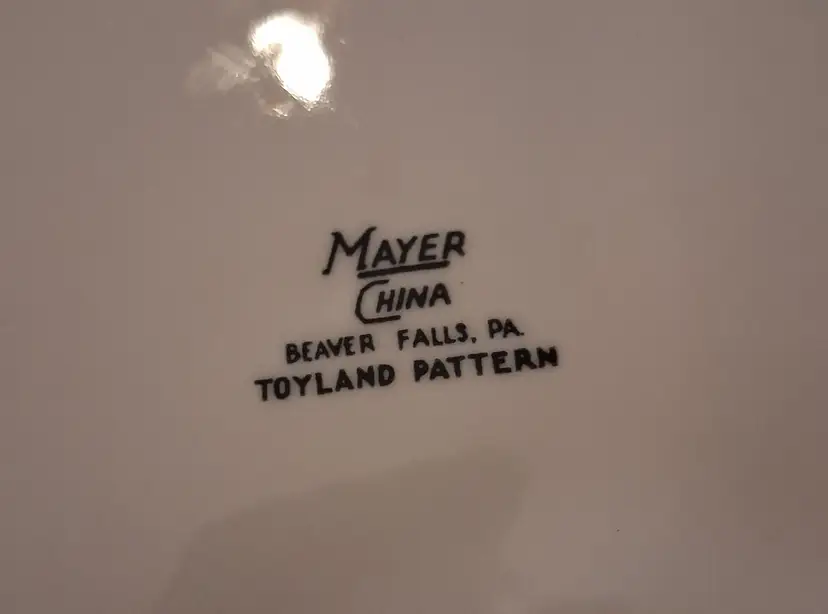 MAYER
CHINA
BEAVER FALLS, PA.
TOYLAND PATTERN